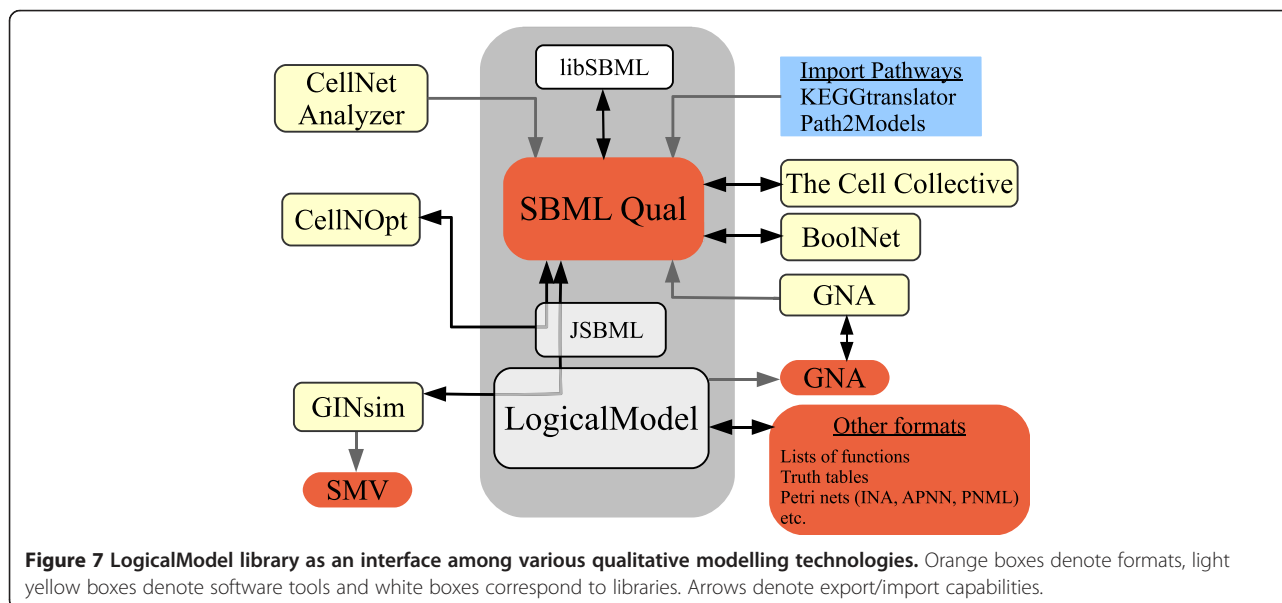 libSBML
CellNet
Analyzer
Import Pathways
KEGGtranslator
Path2Models
SBML Qual
The Cell Collective
CellNOpt
BoolNet
GNA
JSBML
GNA
GINsim
LogicalModel
Other formats
Lists of functions
Truth tables
Petri nets (INA, APNN, PNML)
etc.
SMV
Figure 7 LogicalModel library as an interface among various qualitative modelling technologies. Orange boxes denote formats, light
yellow boxes denote software tools and white boxes correspond to libraries. Arrows denote export/import capabilities.